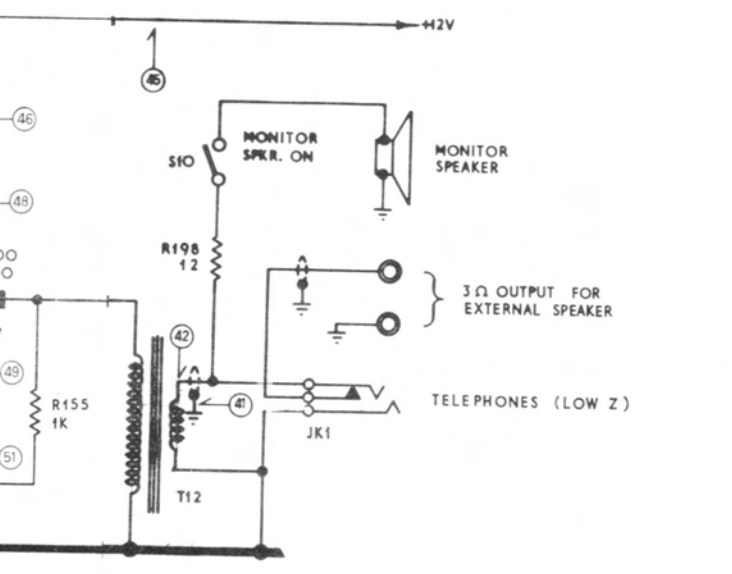 +12V
45
46
MONITOR
SPKR. ON
S10
MONITOR
SPEAKER
48
R198
12
3Ω OUTPUT FOR
EXTERNAL SPEAKER
42
49
R155
1K
41
TELEPHONES (LOW Z)
JK1
51
T12